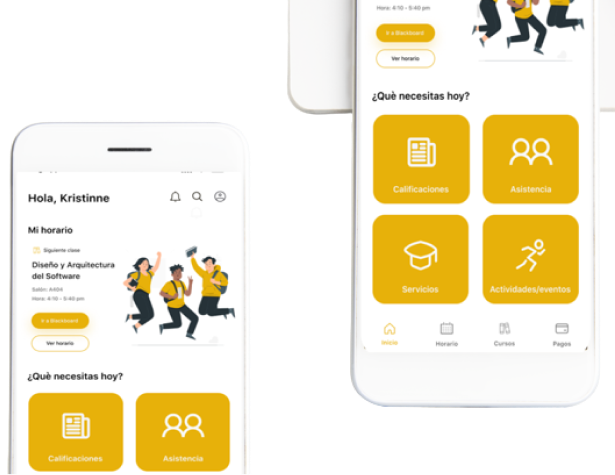 Hola, Kristinne
Mi horario
Siguiente clase
Diseño y Arquitectura
del Software
Salón: A404
Hora: 4:10 - 5:40 pm
Ir a Blackboard
Ver horario
¿Què necesitas hoy?
Calificaciones
Asistencia
Hora: 4:10 - 5:40 pm
Ir a Blackboard
Ver horario
¿Què necesitas hoy?
Calificaciones
Asistencia
Servicios
Actividades/eventos
Inicio
Horario
Cursos
Pagos